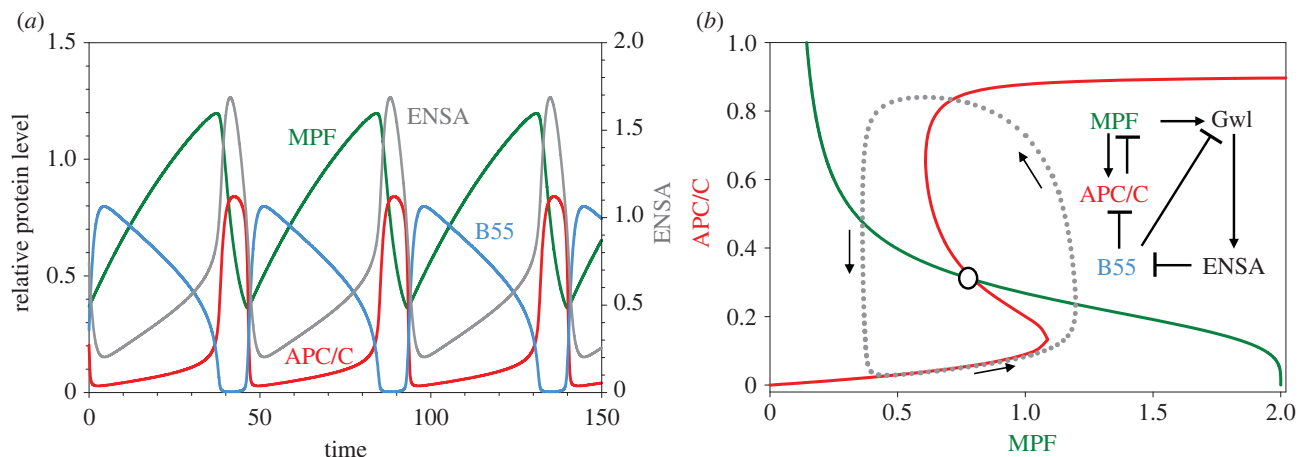 (a)
1.5
1.0
0.5
0
relative protein level
2.0
1.5
1.0
0.5
0
ENSA
MPF
ENSA
B55
APC/C
0
50
100
150
time
(b)
1.0
0.8
0.6
0.4
0.2
0
APC/C
MPF
Gwl
APC/C
B55
ENSA
0
0.5
1.0
1.5
2.0
MPF